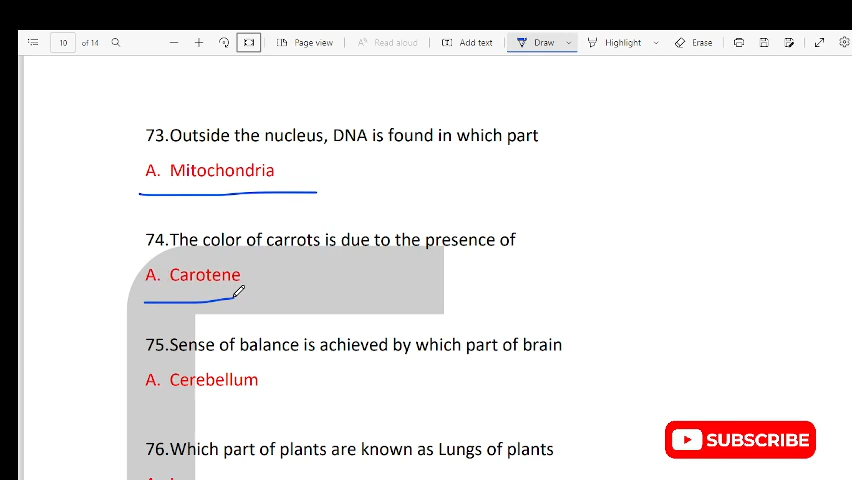 10 of 14 Page view Read aloud Add text Draw Highlight Erase
73.Outside the nucleus, DNA is found in which part
A. Mitochondria
74.The color of carrots is due to the presence of
A. Carotene
75.Sense of balance is achieved by which part of brain
A. Cerebellum
SUBSCRIBE
76.Which part of plants are known as Lungs of plants